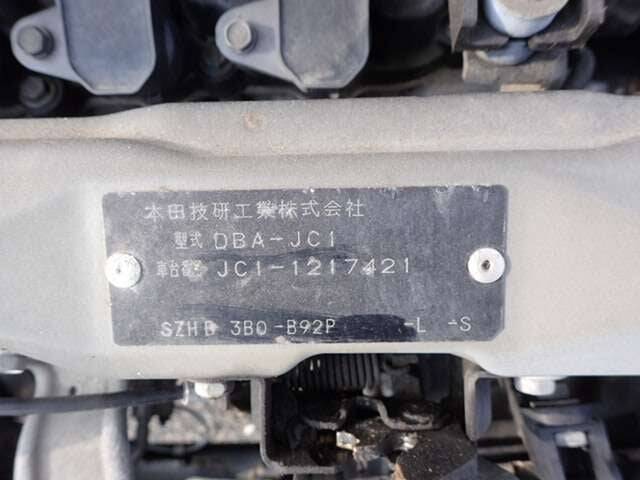 本田技研工業株式会社
型式 DBA-JC1
車台番号 JC1-1217421
SZHD 3B0-B92P -L -S